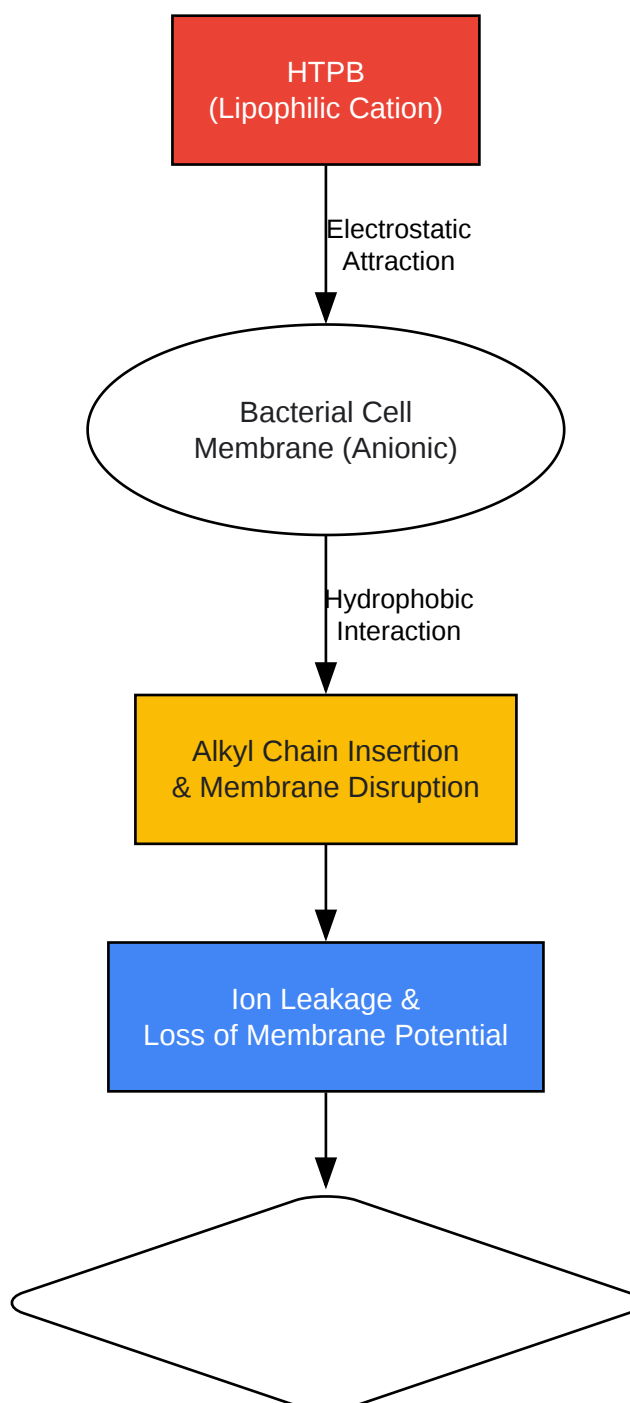 HTPB
(Lipophilic Cation)
Electrostatic
Attraction
Bacterial Cell
Membrane (Anionic)
Hydrophobic
Interaction
Alkyl Chain Insertion
& Membrane Disruption
Ion Leakage &
Loss of Membrane Potential